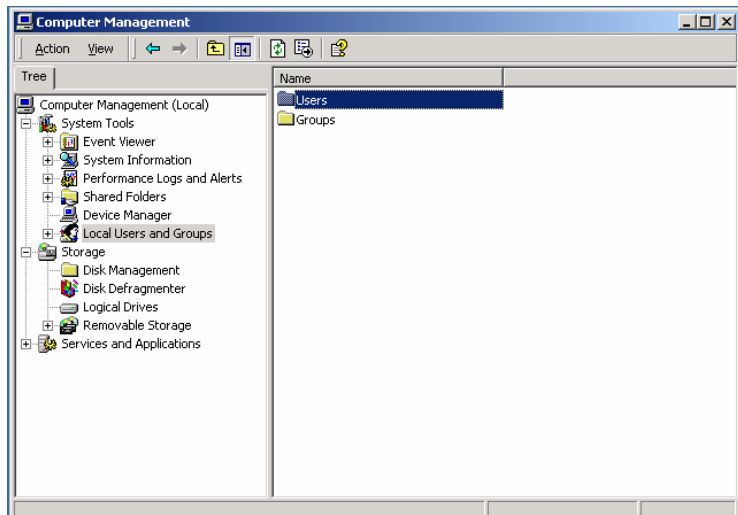 Computer Management
Action View
Tree
Name
Computer Management (Local)
System Tools
Event Viewer
System Information
Performance Logs and Alerts
Shared Folders
Device Manager
Local Users and Groups
Storage
Disk Management
Disk Defragmenter
Logical Drives
Removable Storage
Services and Applications
Users
Groups